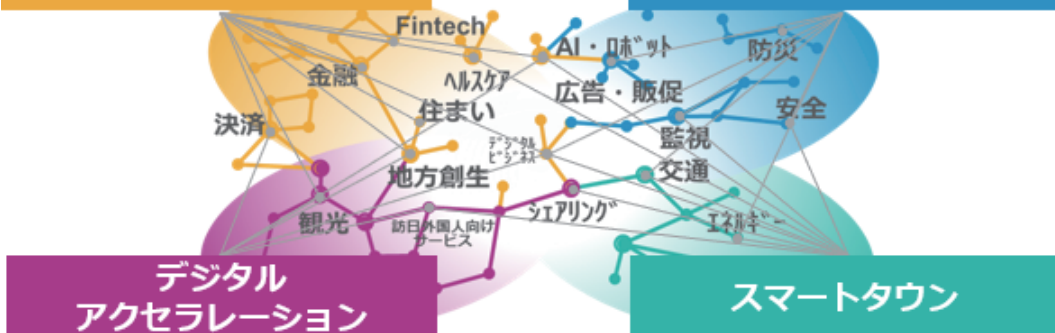 Fintech
AI・ロボット
防災
金融
ヘルスケア
広告・販促
住まい
安全
決済
デジタル
ビジネス
監視
地方創生
交通
観光
訪日外国人向け
サービス
シェアリング
エネルギー
デジタル
アクセラレーション
スマートタウン